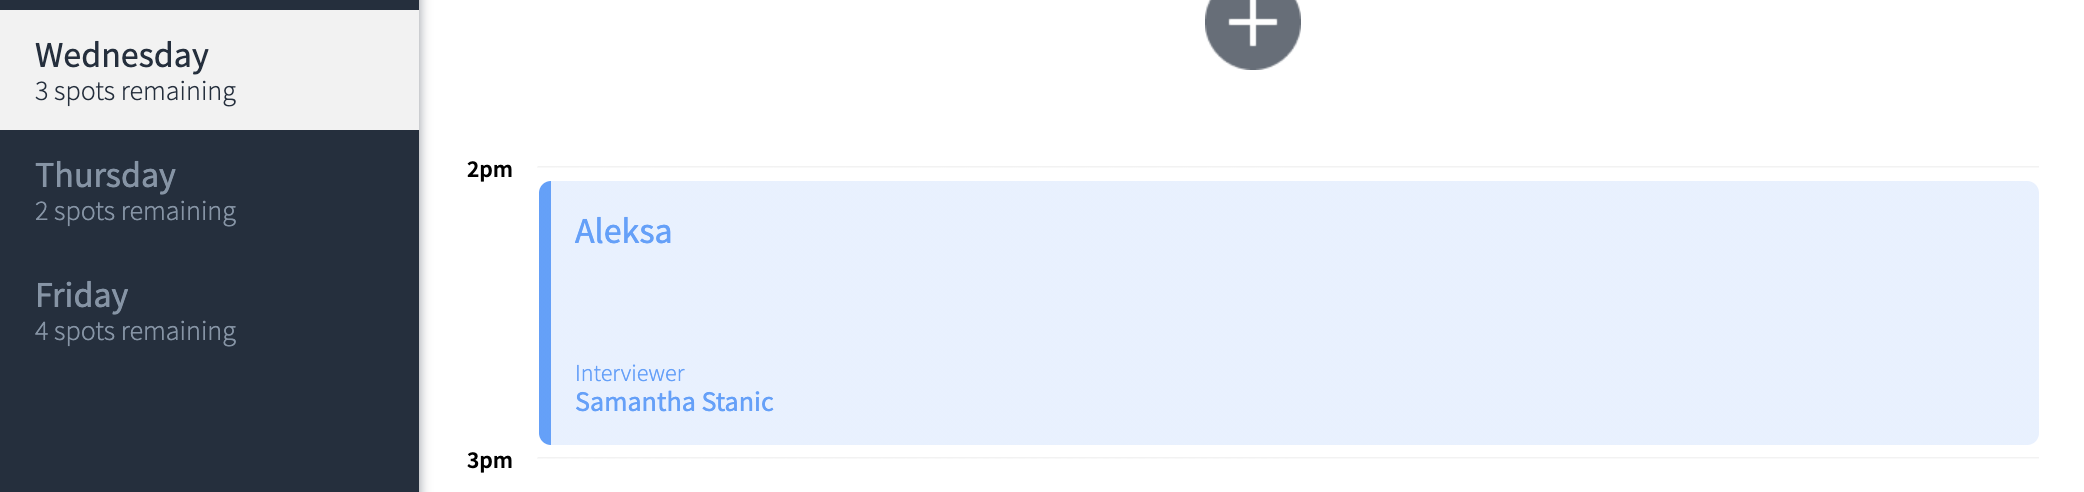 Wednesday
3 spots remaining
Thursday
2 spots remaining
Friday
4 spots remaining
2pm
Aleksa
Interviewer
Samantha Stanic
3pm